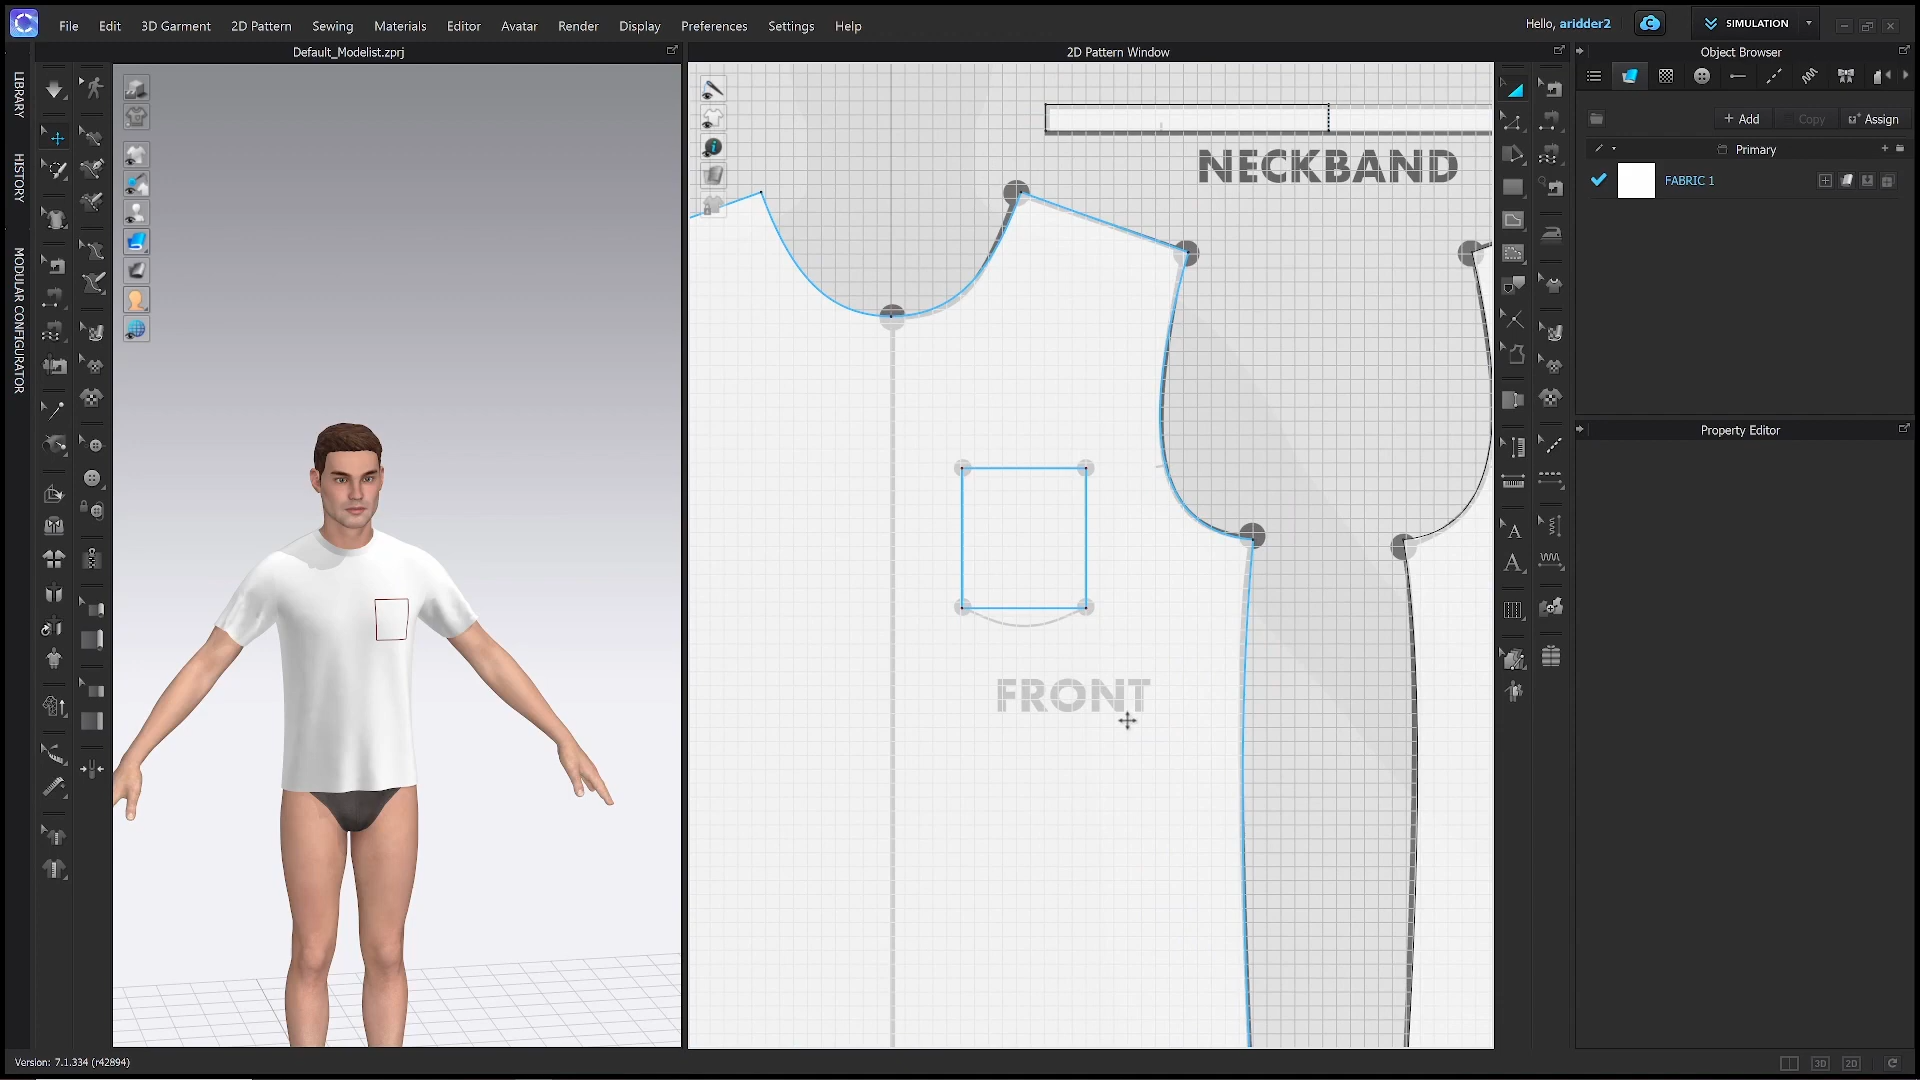 File Edit 3D Garment 2D Pattern Sewing Materials Editor Avatar Render Display Preferences Settings Help
Hello, aridder2
SIMULATION
Default_Modelist.zprj
2D Pattern Window
Object Browser
LIBRARY
HISTORY
MODULAR CONFIGURATOR
+ Add
Copy
Assign
Primary
FABRIC 1
NECKBAND
Property Editor
FRONT
A
A
Version: 7.1.334 (r42894)
3D
2D